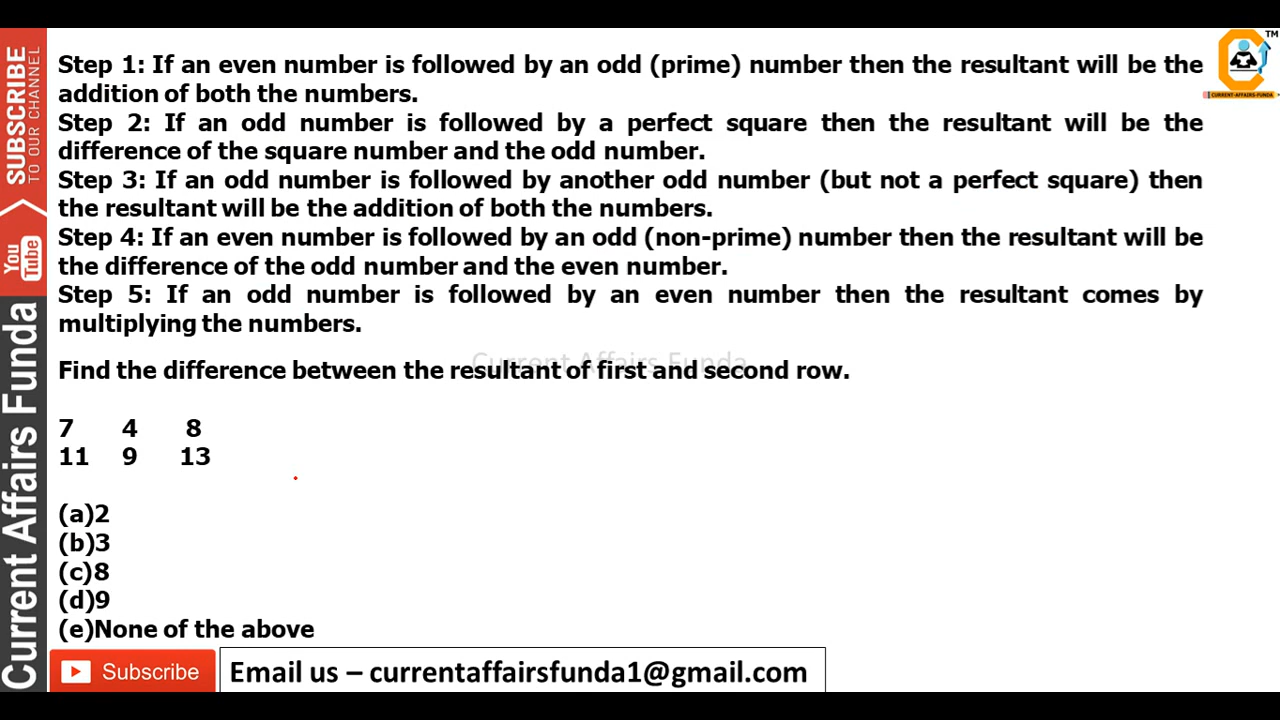 SUBSCRIBE
TO OUR CHANNEL
You
Tube
Current Affairs Funda
TM
CURRENT-AFFAIRS-FUNDA
Step 1: If an even number is followed by an odd (prime) number then the resultant will be the
addition of both the numbers.
Step 2: If an odd number is followed by a perfect square then the resultant will be the
difference of the square number and the odd number.
Step 3: If an odd number is followed by another odd number (but not a perfect square) then
the resultant will be the addition of both the numbers.
Step 4: If an even number is followed by an odd (non-prime) number then the resultant will be
the difference of the odd number and the even number.
Step 5: If an odd number is followed by an even number then the resultant comes by
multiplying the numbers.
Current Affairs Funda
Find the difference between the resultant of first and second row.
7 4 8
11 9 13
(a)2
(b)3
(c)8
(d)9
(e)None of the above
Subscribe
Email us – currentaffairsfunda1@gmail.com